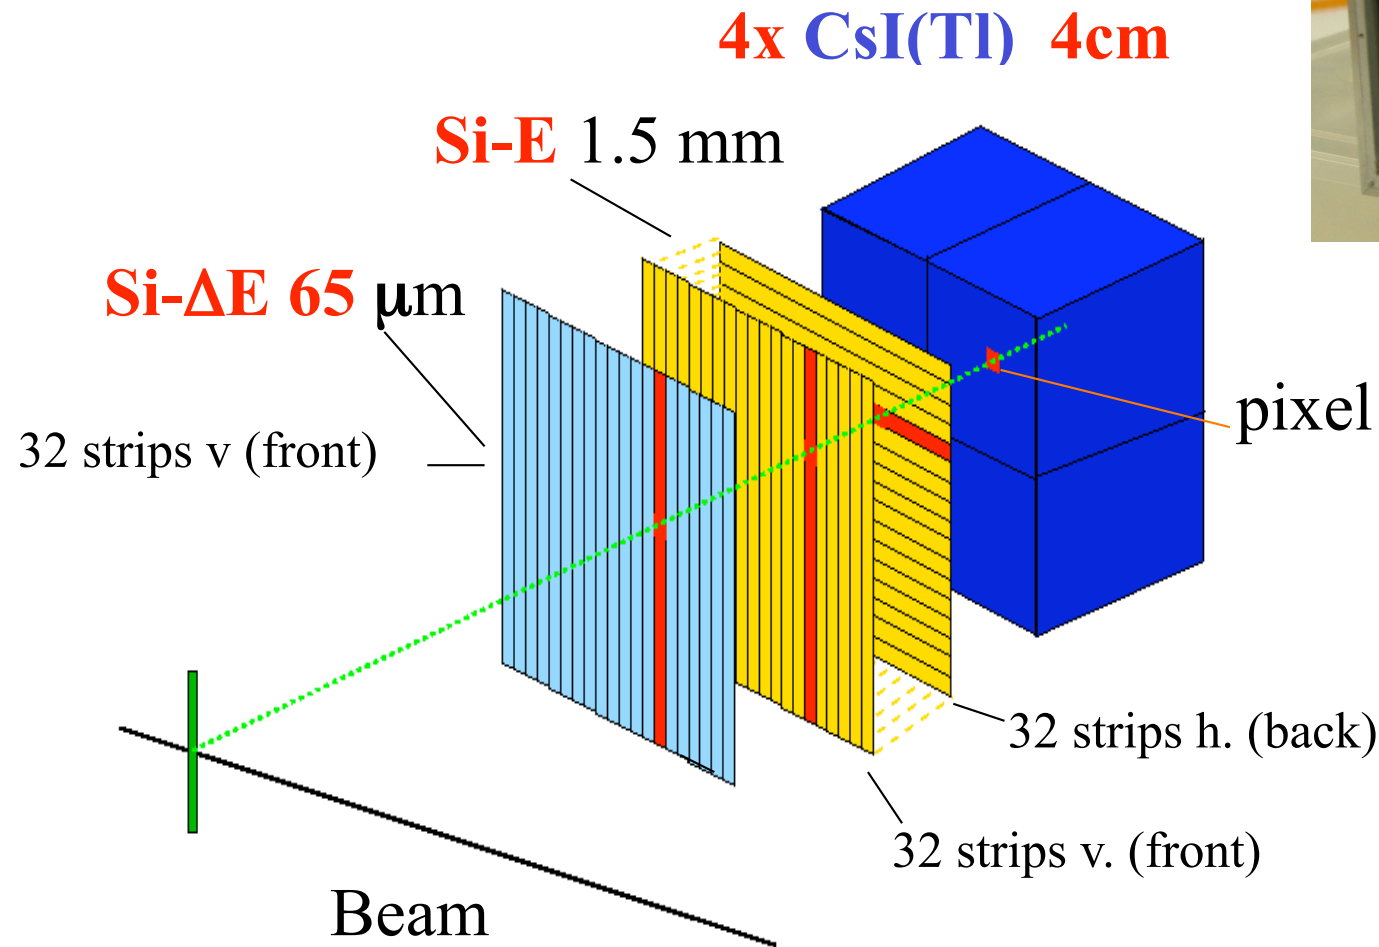 4x CsI(Tl) 4cm
Si-E 1.5 mm
Si-ΔE 65 μm
pixel
32 strips v (front)
32 strips h. (back)
32 strips v. (front)
Beam